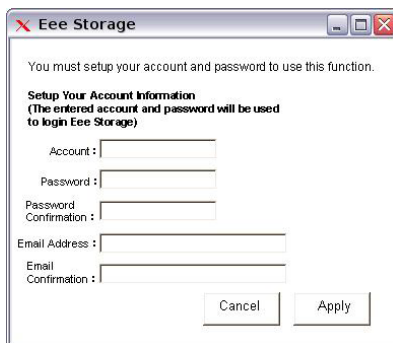 Eee Storage
You must setup your account and password to use this function.
Setup Your Account Information
(The entered account and password will be used
to login Eee Storage)
Account :
Password :
Password
Confirmation :
Email Address :
Email
Confirmation :
Cancel Apply